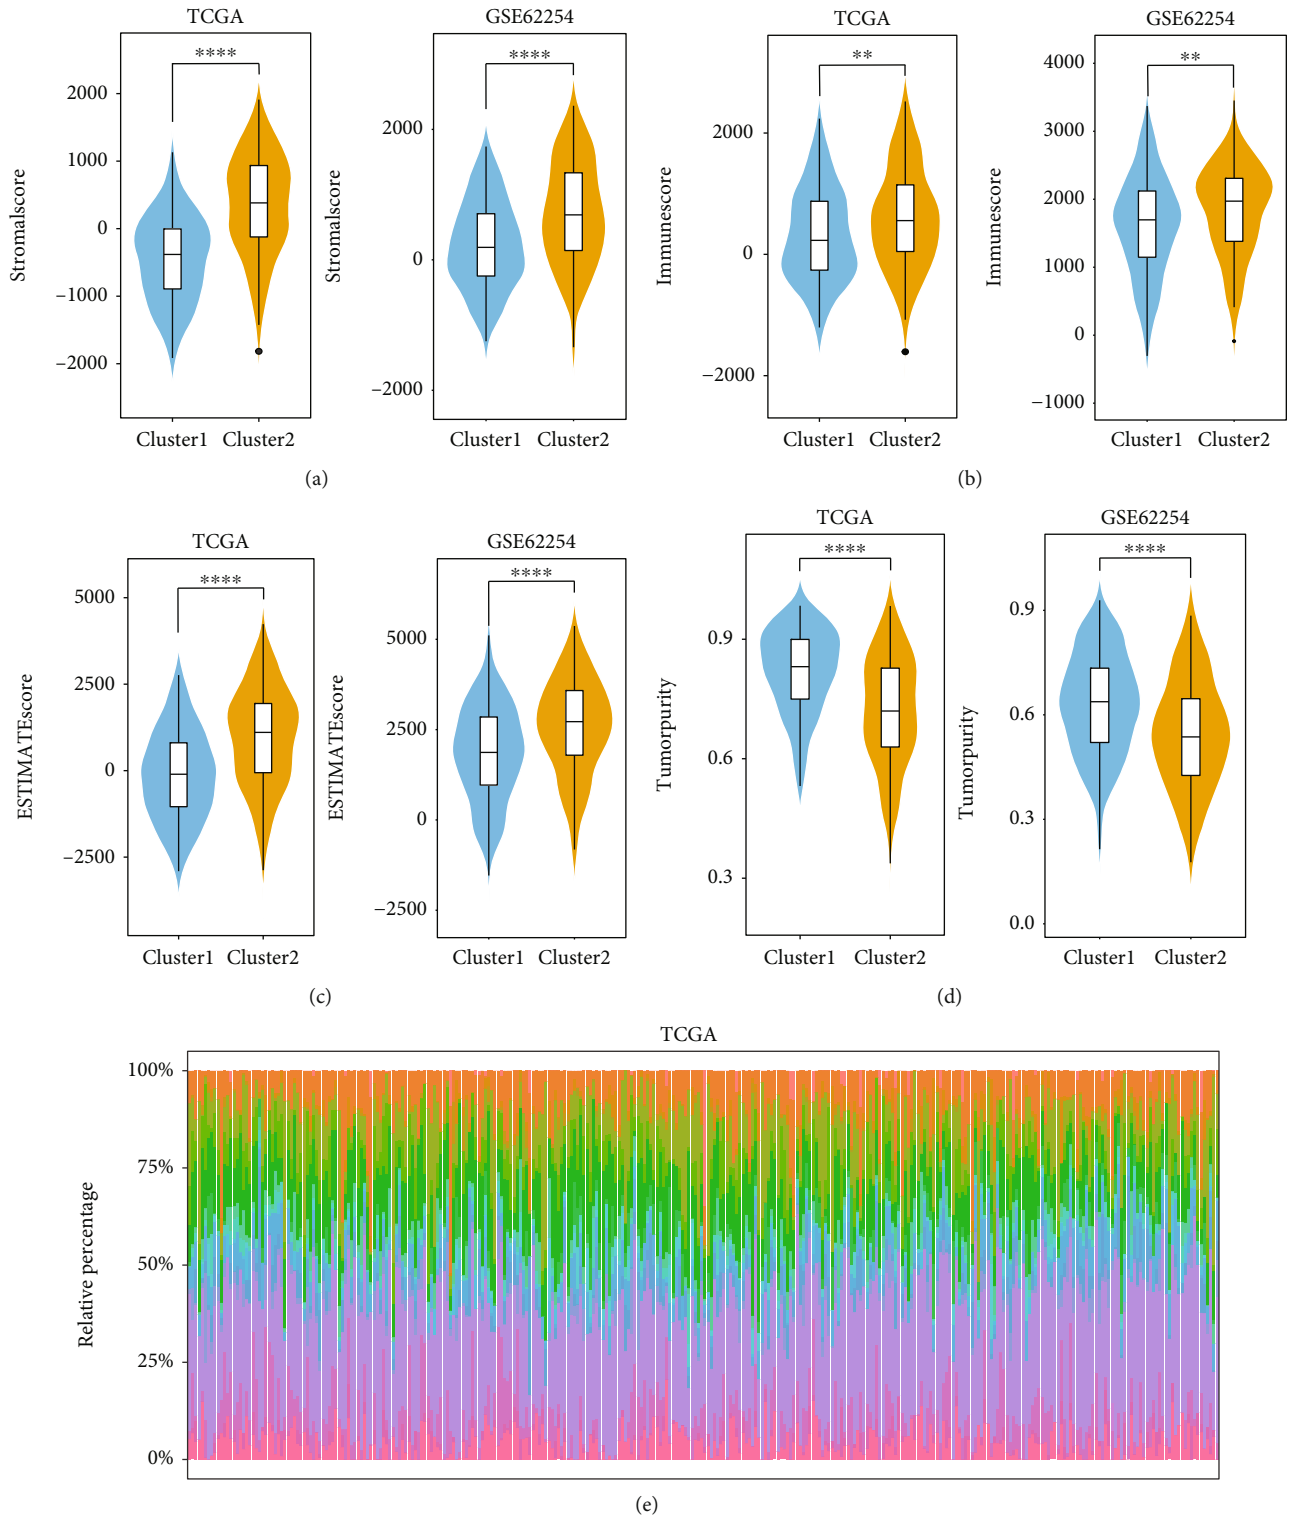 TCGA
GSE62254
Stromalscore
2000
1000
0
−1000
−2000
****
Cluster1 Cluster2
Stromalscore
2000
0
−2000
****
Cluster1 Cluster2
(a)
TCGA
GSE62254
Immunescore
2000
0
−2000
**
Cluster1 Cluster2
Immunescore
4000
3000
2000
1000
0
−1000
**
Cluster1 Cluster2
(b)
TCGA
GSE62254
ESTIMATEscore
5000
2500
0
−2500
****
Cluster1 Cluster2
ESTIMATEscore
5000
2500
0
−2500
****
Cluster1 Cluster2
(c)
TCGA
GSE62254
Tumorpurity
0.9
0.6
0.3
****
Cluster1 Cluster2
Tumorpurity
0.9
0.6
0.3
0.0
****
Cluster1 Cluster2
(d)
TCGA
Relative percentage
100%
75%
50%
25%
0%
(e)